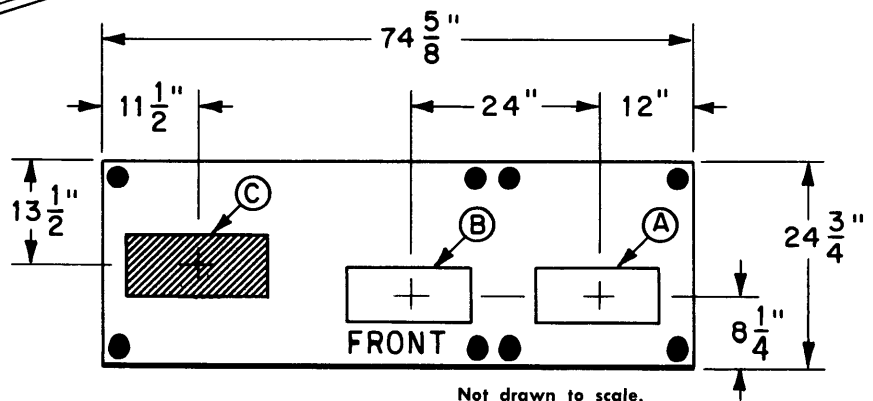 74 5/8"
11 1/2" 24" 12"
13 1/2"
C
B
A
24 3/4"
8 1/4"
FRONT
Not drawn to scale.